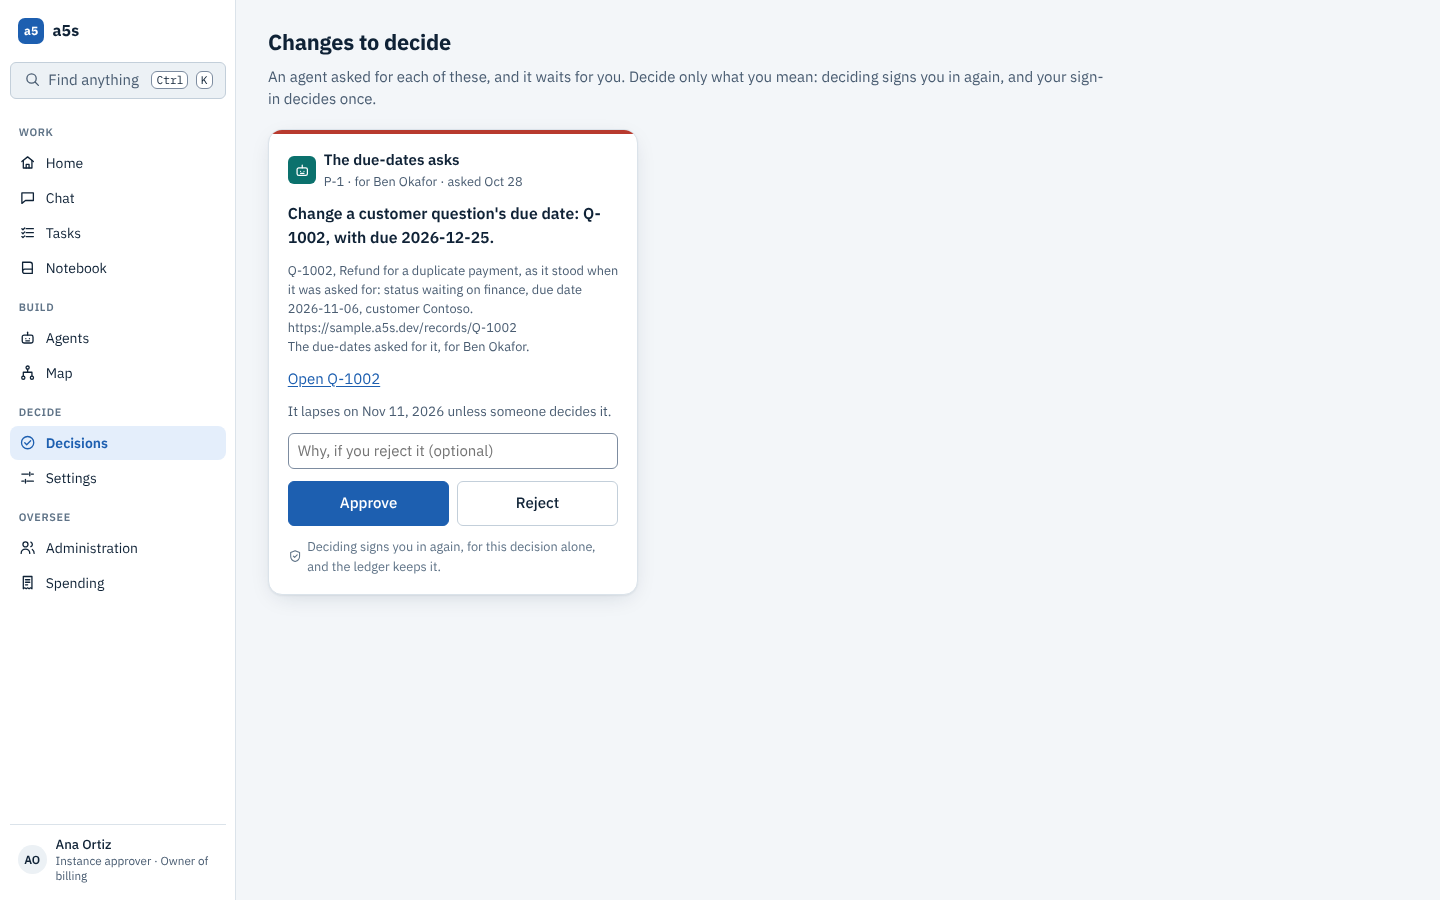 a5 a5s
Find anything Ctrl K
WORK
Home
Chat
Tasks
Notebook
BUILD
Agents
Map
DECIDE
Decisions
Settings
OVERSEE
Administration
Spending
AO
Ana Ortiz
Instance approver · Owner of
billing
Changes to decide
An agent asked for each of these, and it waits for you. Decide only what you mean: deciding signs you in again, and your sign-
in decides once.
The due-dates asks
P-1 · for Ben Okafor · asked Oct 28
Change a customer question's due date: Q-
1002, with due 2026-12-25.
Q-1002, Refund for a duplicate payment, as it stood when
it was asked for: status waiting on finance, due date
2026-11-06, customer Contoso.
https://sample.a5s.dev/records/Q-1002
The due-dates asked for it, for Ben Okafor.
Open Q-1002
It lapses on Nov 11, 2026 unless someone decides it.
Why, if you reject it (optional)
Approve Reject
Deciding signs you in again, for this decision alone,
and the ledger keeps it.